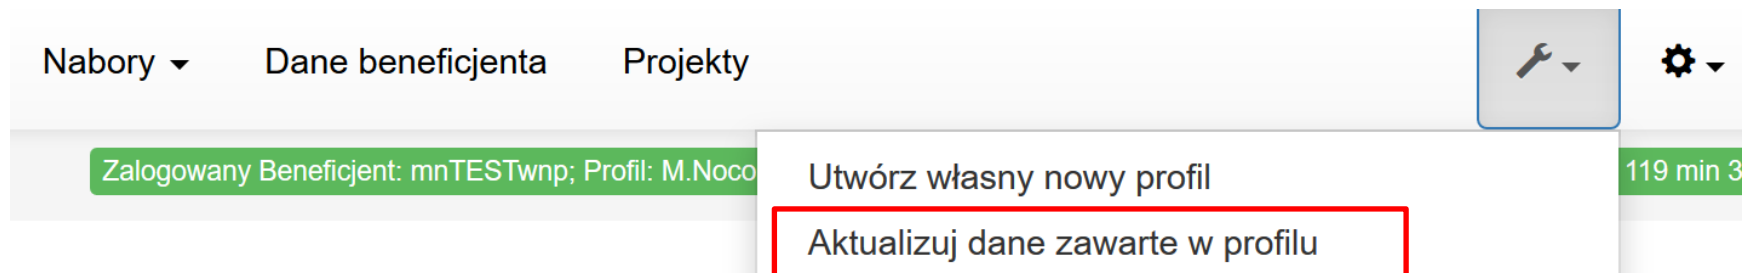 Nabory Dane beneficjenta Projekty
Zalogowany Beneficjent: mnTESTwnp; Profil: M.Noco 119 min 3
Utwórz własny nowy profil
Aktualizuj dane zawarte w profilu